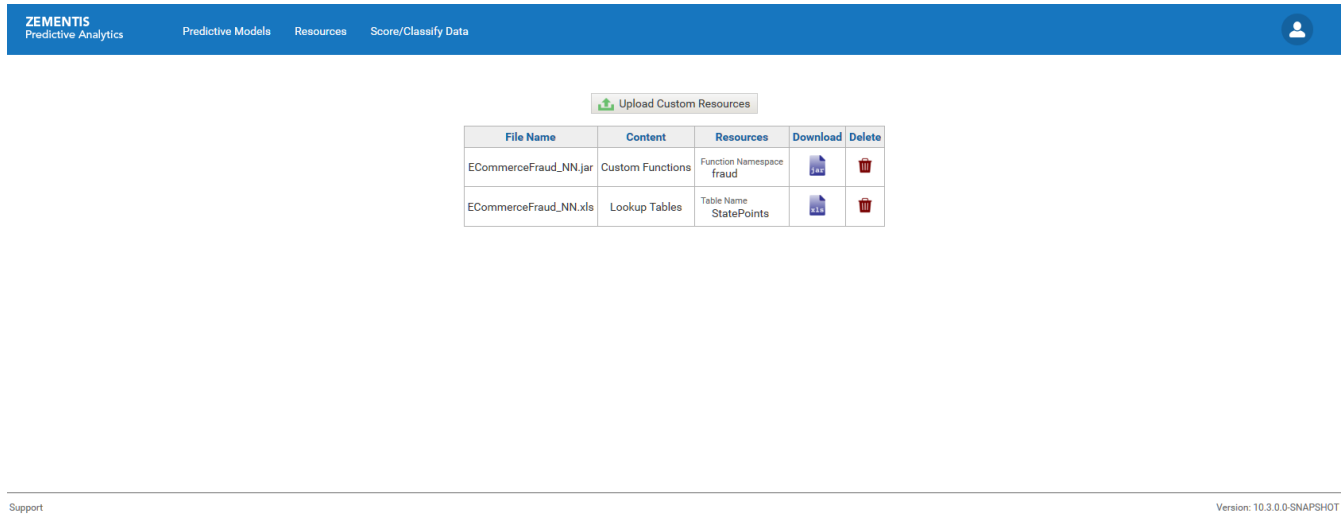 ZEMENTIS
Predictive Analytics
Predictive Models Resources Score/Classify Data
Upload Custom Resources
File Name Content Resources Download Delete
ECommerceFraud_NN.jar Custom Functions Function Namespace
fraud
jar
ECommerceFraud_NN.xls Lookup Tables Table Name
StatePoints
xls
Support Version: 10.3.0.0-SNAPSHOT